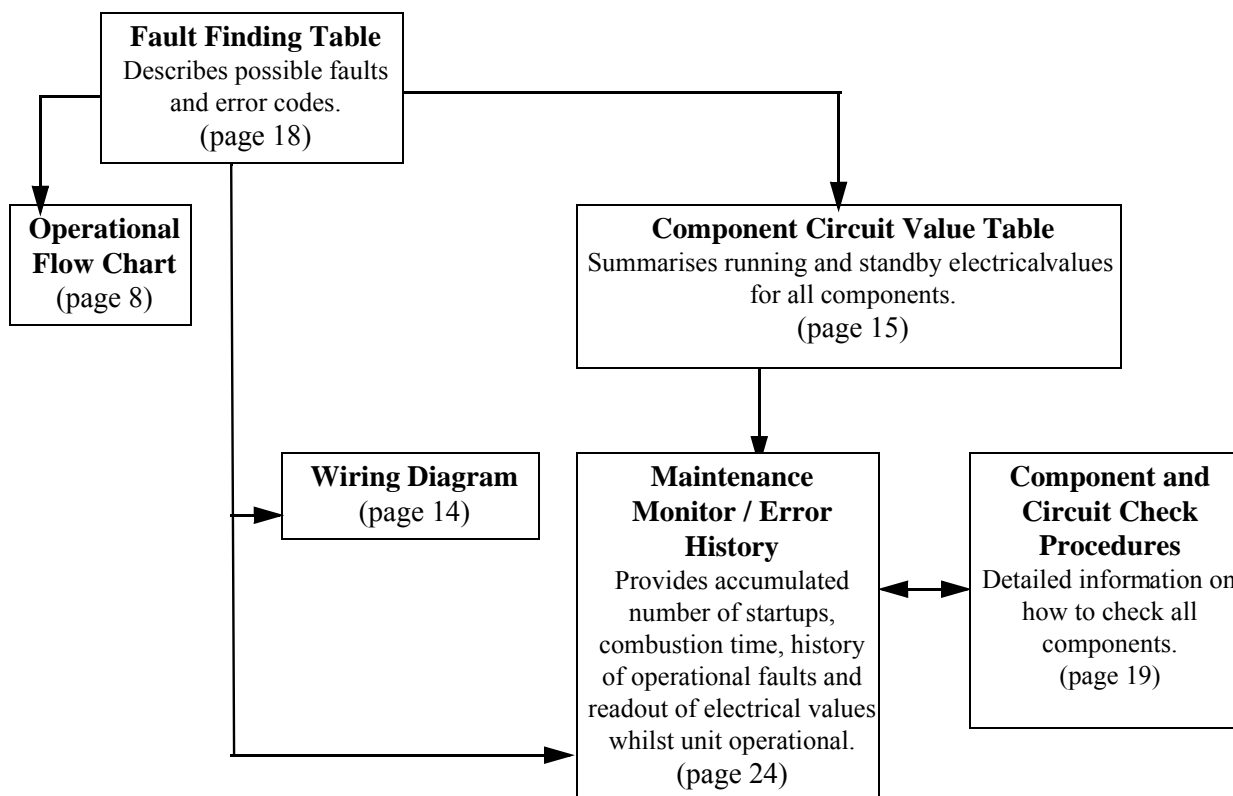 Fault Finding Table
Describes possible faults
and error codes.
(page 18)
Operational
Flow Chart
(page 8)
Component Circuit Value Table
Summarises running and standby electricalvalues
for all components.
(page 15)
Wiring Diagram
(page 14)
Maintenance
Monitor / Error
History
Provides accumulated
number of startups,
combustion time, history
of operational faults and
readout of electrical values
whilst unit operational.
(page 24)
Component and
Circuit Check
Procedures
Detailed information on
how to check all
components.
(page 19)